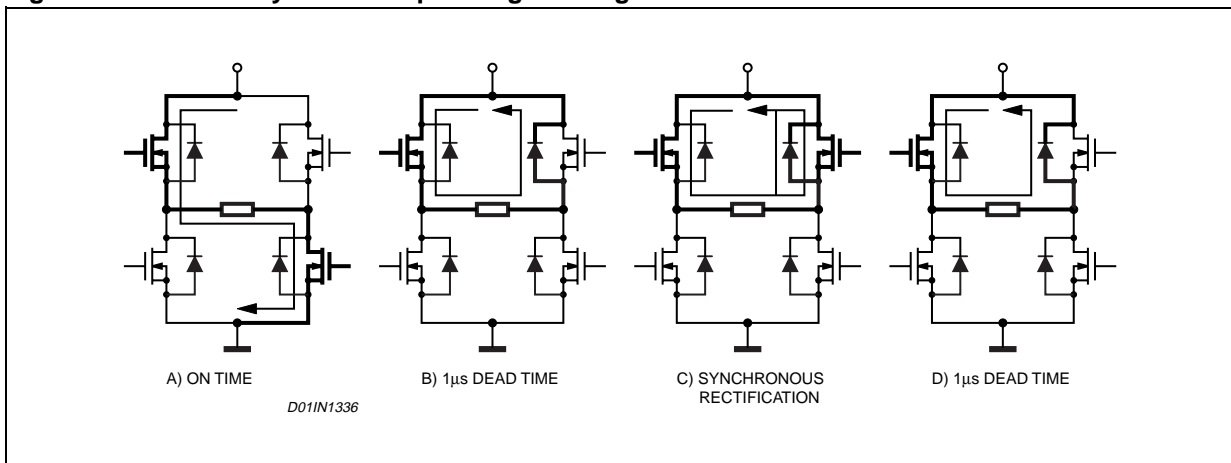 A) ON TIME
B) 1μs DEAD TIME
C) SYNCHRONOUS
RECTIFICATION
D) 1μs DEAD TIME
D01IN1336